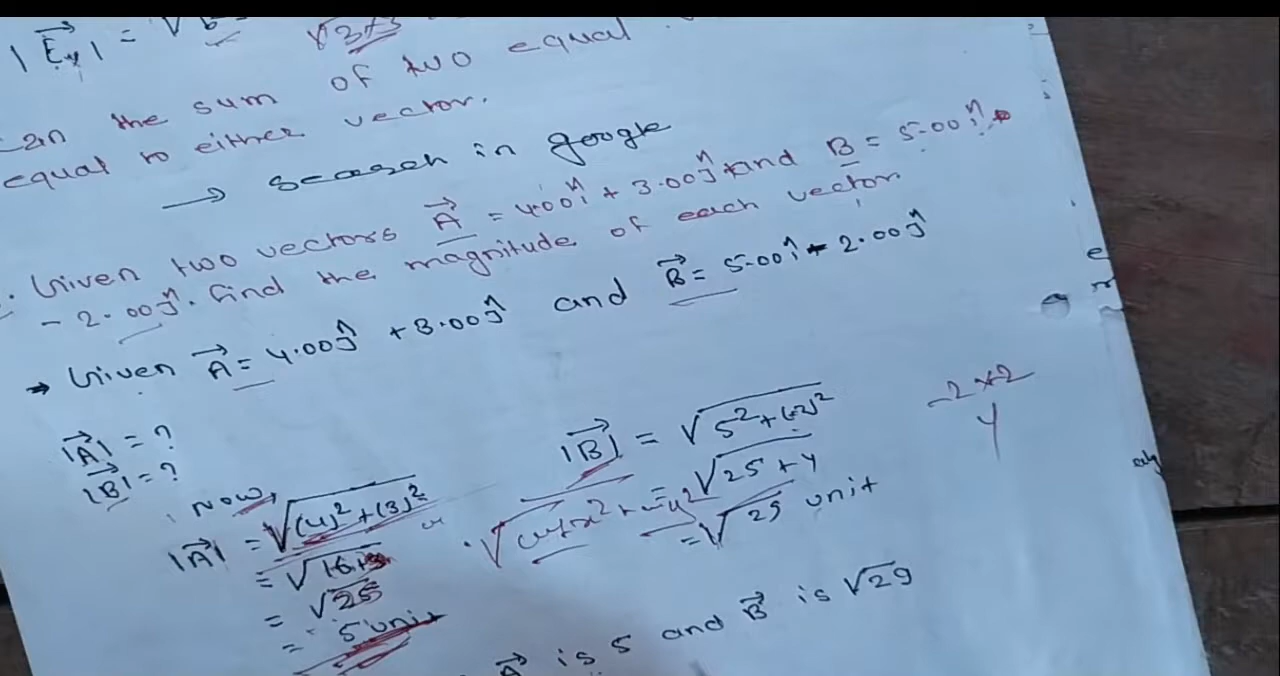 |E⃗y| = √6 √3+3
can the sum of two equal
equal to either vector.
→ search in google
Given two vectors A⃗ = 4.00î + 3.00ĵ and B = 5.00î
- 2.00ĵ. find the magnitude of each vector
→ Given A⃗ = 4.00ĵ + 3.00ĵ and B⃗ = 5.00î - 2.00ĵ
|A⃗| = ?
|B⃗| = ?
Now,
|A⃗| = √(4)² + (3)²
= √16+9
= √25
= 5 unit
|B⃗| = √5² + (-2)²
= √25 + 4
= √29 unit
-2×2
4
A⃗ is 5 and B⃗ is √29